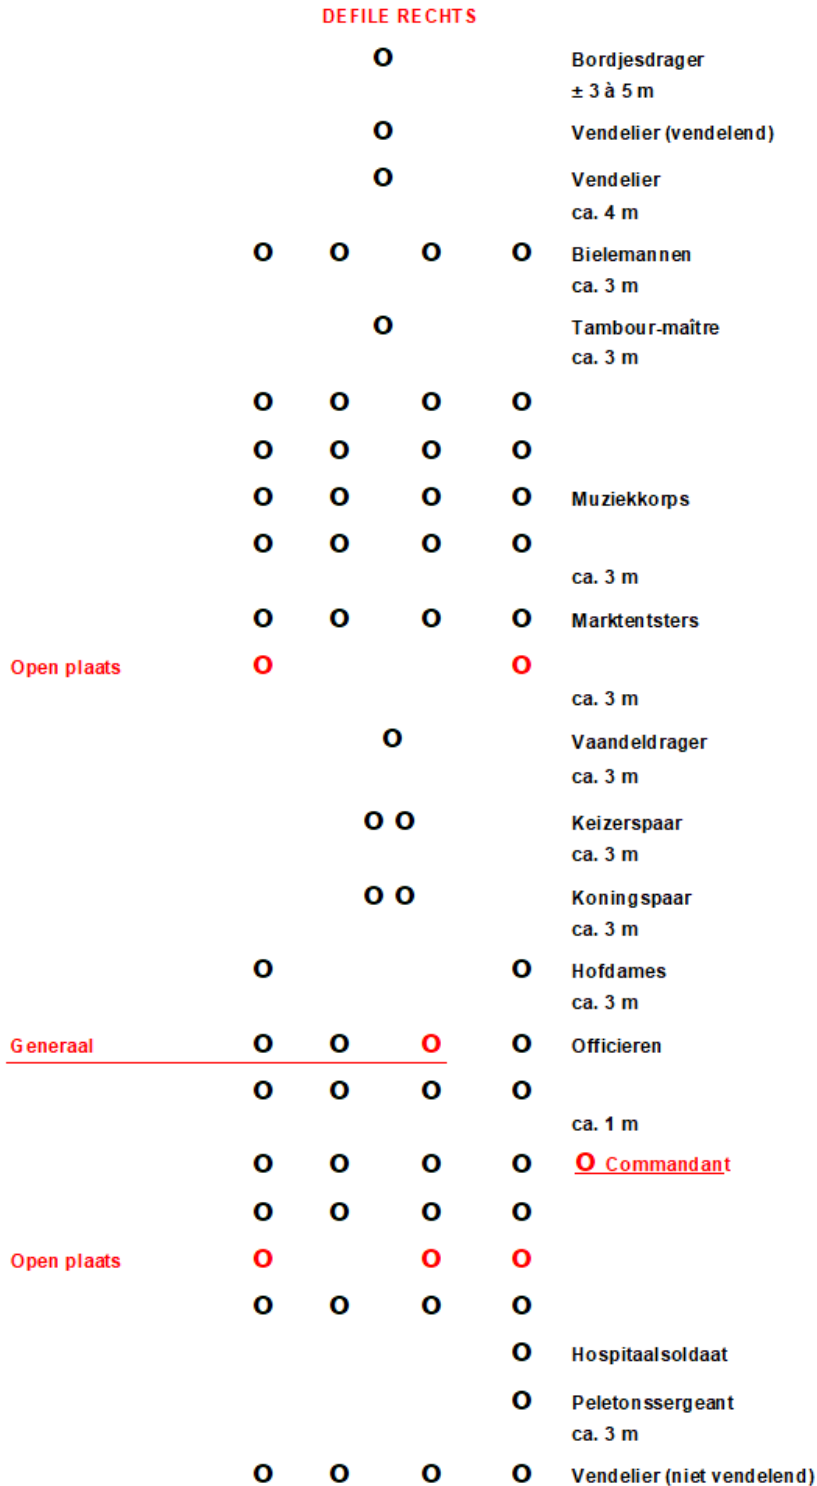 DEFILE RECHTS
O Bordjesdrager
± 3 à 5 m
O Vendelier (vendelend)
O Vendelier
ca. 4 m
O O O O Bielemannen
ca. 3 m
O Tambour-maître
ca. 3 m
O O O O
O O O O
O O O O Muziekkorps
O O O O
ca. 3 m
O O O O Marktentsters
Open plaats O O
ca. 3 m
O Vaandeldrager
ca. 3 m
O O Keizerspaar
ca. 3 m
O O Koningspaar
ca. 3 m
O O Hofdames
ca. 3 m
Generaal O O O O Officieren
O O O O
ca. 1 m
O O O O O Commandant
O O O O
Open plaats O O O
O O O O
O Hospitaalsoldaat
O Peletonssergeant
ca. 3 m
O O O O Vendelier (niet vendelend)